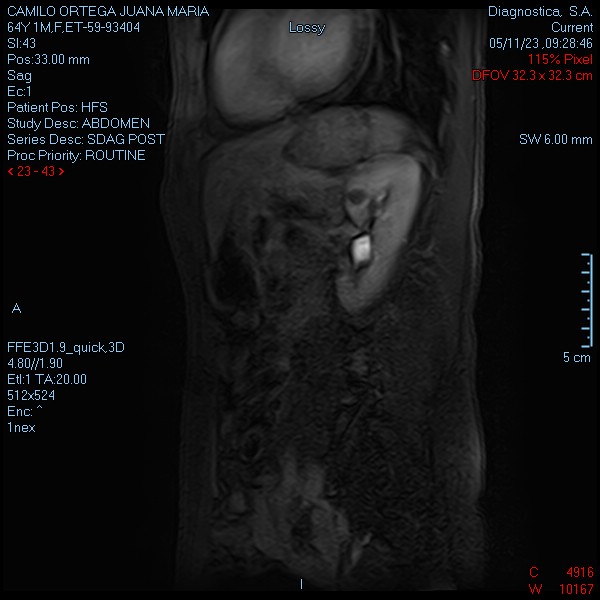 CAMILO ORTEGA JUANA MARIA
64Y 1M,F,ET-59-93404
Sl:43
Pos:33.00 mm
Sag
Ec:1
Patient Pos: HFS
Study Desc: ABDOMEN
Series Desc: SDAG POST
Proc Priority: ROUTINE
< 23 - 43 >
Lossy
Diagnostica, S.A.
Current
05/11/23 ,09:28:46
115% Pixel
DFOV 32.3 x 32.3 cm
SW 6.00 mm
A
5 cm
FFE3D1.9_quick,3D
4.80//1.90
Etl:1 TA:20.00
512x524
Enc: ^
1nex
I
C 4916
W 10167